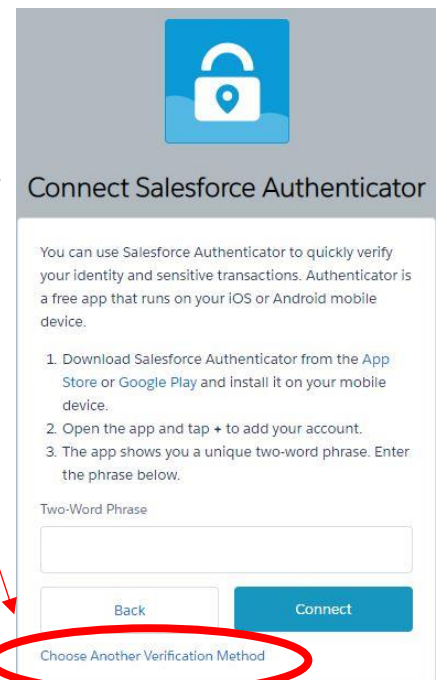 Connect Salesforce Authenticator
You can use Salesforce Authenticator to quickly verify
your identity and sensitive transactions. Authenticator is
a free app that runs on your iOS or Android mobile
device.
1. Download Salesforce Authenticator from the App
Store or Google Play and install it on your mobile
device.
2. Open the app and tap + to add your account.
3. The app shows you a unique two-word phrase. Enter
the phrase below.
Two-Word Phrase
Back Connect
Choose Another Verification Method